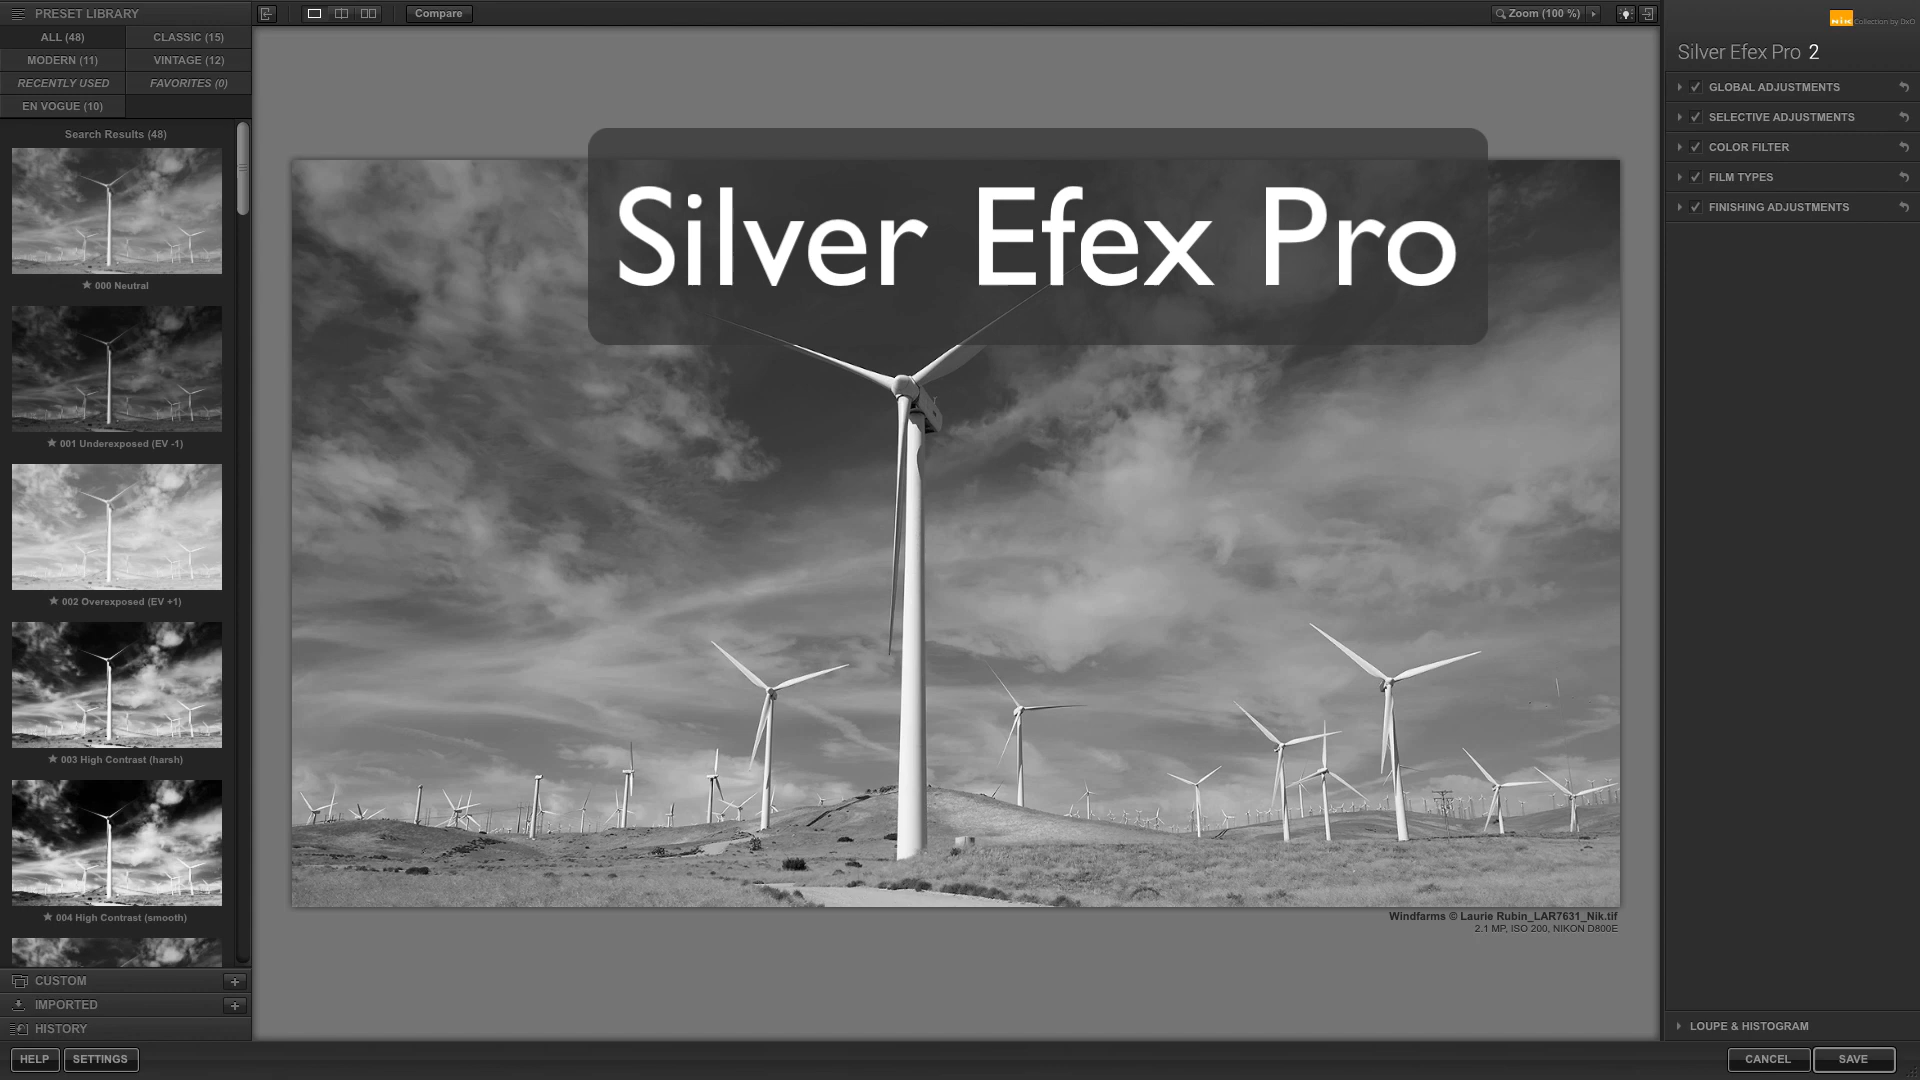 PRESET LIBRARY
ALL (48)
CLASSIC (15)
MODERN (11)
VINTAGE (12)
RECENTLY USED
FAVORITES (0)
EN VOGUE (10)
Search Results (48)
000 Neutral
001 Underexposed (EV -1)
002 Overexposed (EV +1)
003 High Contrast (harsh)
004 High Contrast (smooth)
CUSTOM
IMPORTED
HISTORY
HELP
SETTINGS
Compare
Zoom (100 %)
Silver Efex Pro
Windfarms © Laurie Rubin_LAR7631_Nik.tif
2.1 MP, ISO 200, NIKON D800E
Nik Collection by DxO
Silver Efex Pro 2
GLOBAL ADJUSTMENTS
SELECTIVE ADJUSTMENTS
COLOR FILTER
FILM TYPES
FINISHING ADJUSTMENTS
LOUPE & HISTOGRAM
CANCEL
SAVE